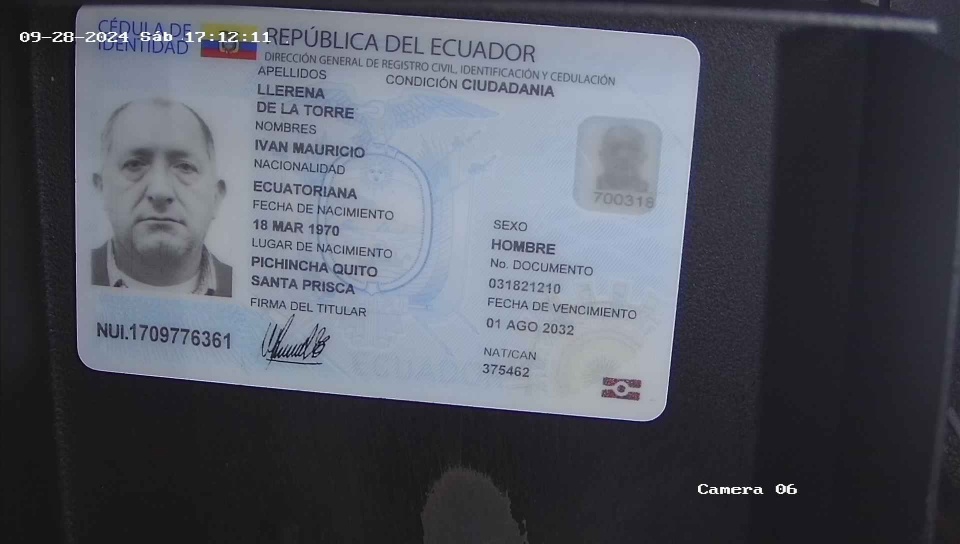 09-28-2024 Sáb 17:12:11
CÉDULA DE
IDENTIDAD
REPÚBLICA DEL ECUADOR
DIRECCIÓN GENERAL DE REGISTRO CIVIL, IDENTIFICACIÓN Y CEDULACIÓN
APELLIDOS
CONDICIÓN CIUDADANIA
LLERENA
DE LA TORRE
NOMBRES
IVAN MAURICIO
NACIONALIDAD
ECUATORIANA
FECHA DE NACIMIENTO
18 MAR 1970
LUGAR DE NACIMIENTO
PICHINCHA QUITO
SANTA PRISCA
FIRMA DEL TITULAR
NUI.1709776361
700318
SEXO
HOMBRE
No. DOCUMENTO
031821210
FECHA DE VENCIMIENTO
01 AGO 2032
NAT/CAN
375462
Camera 06